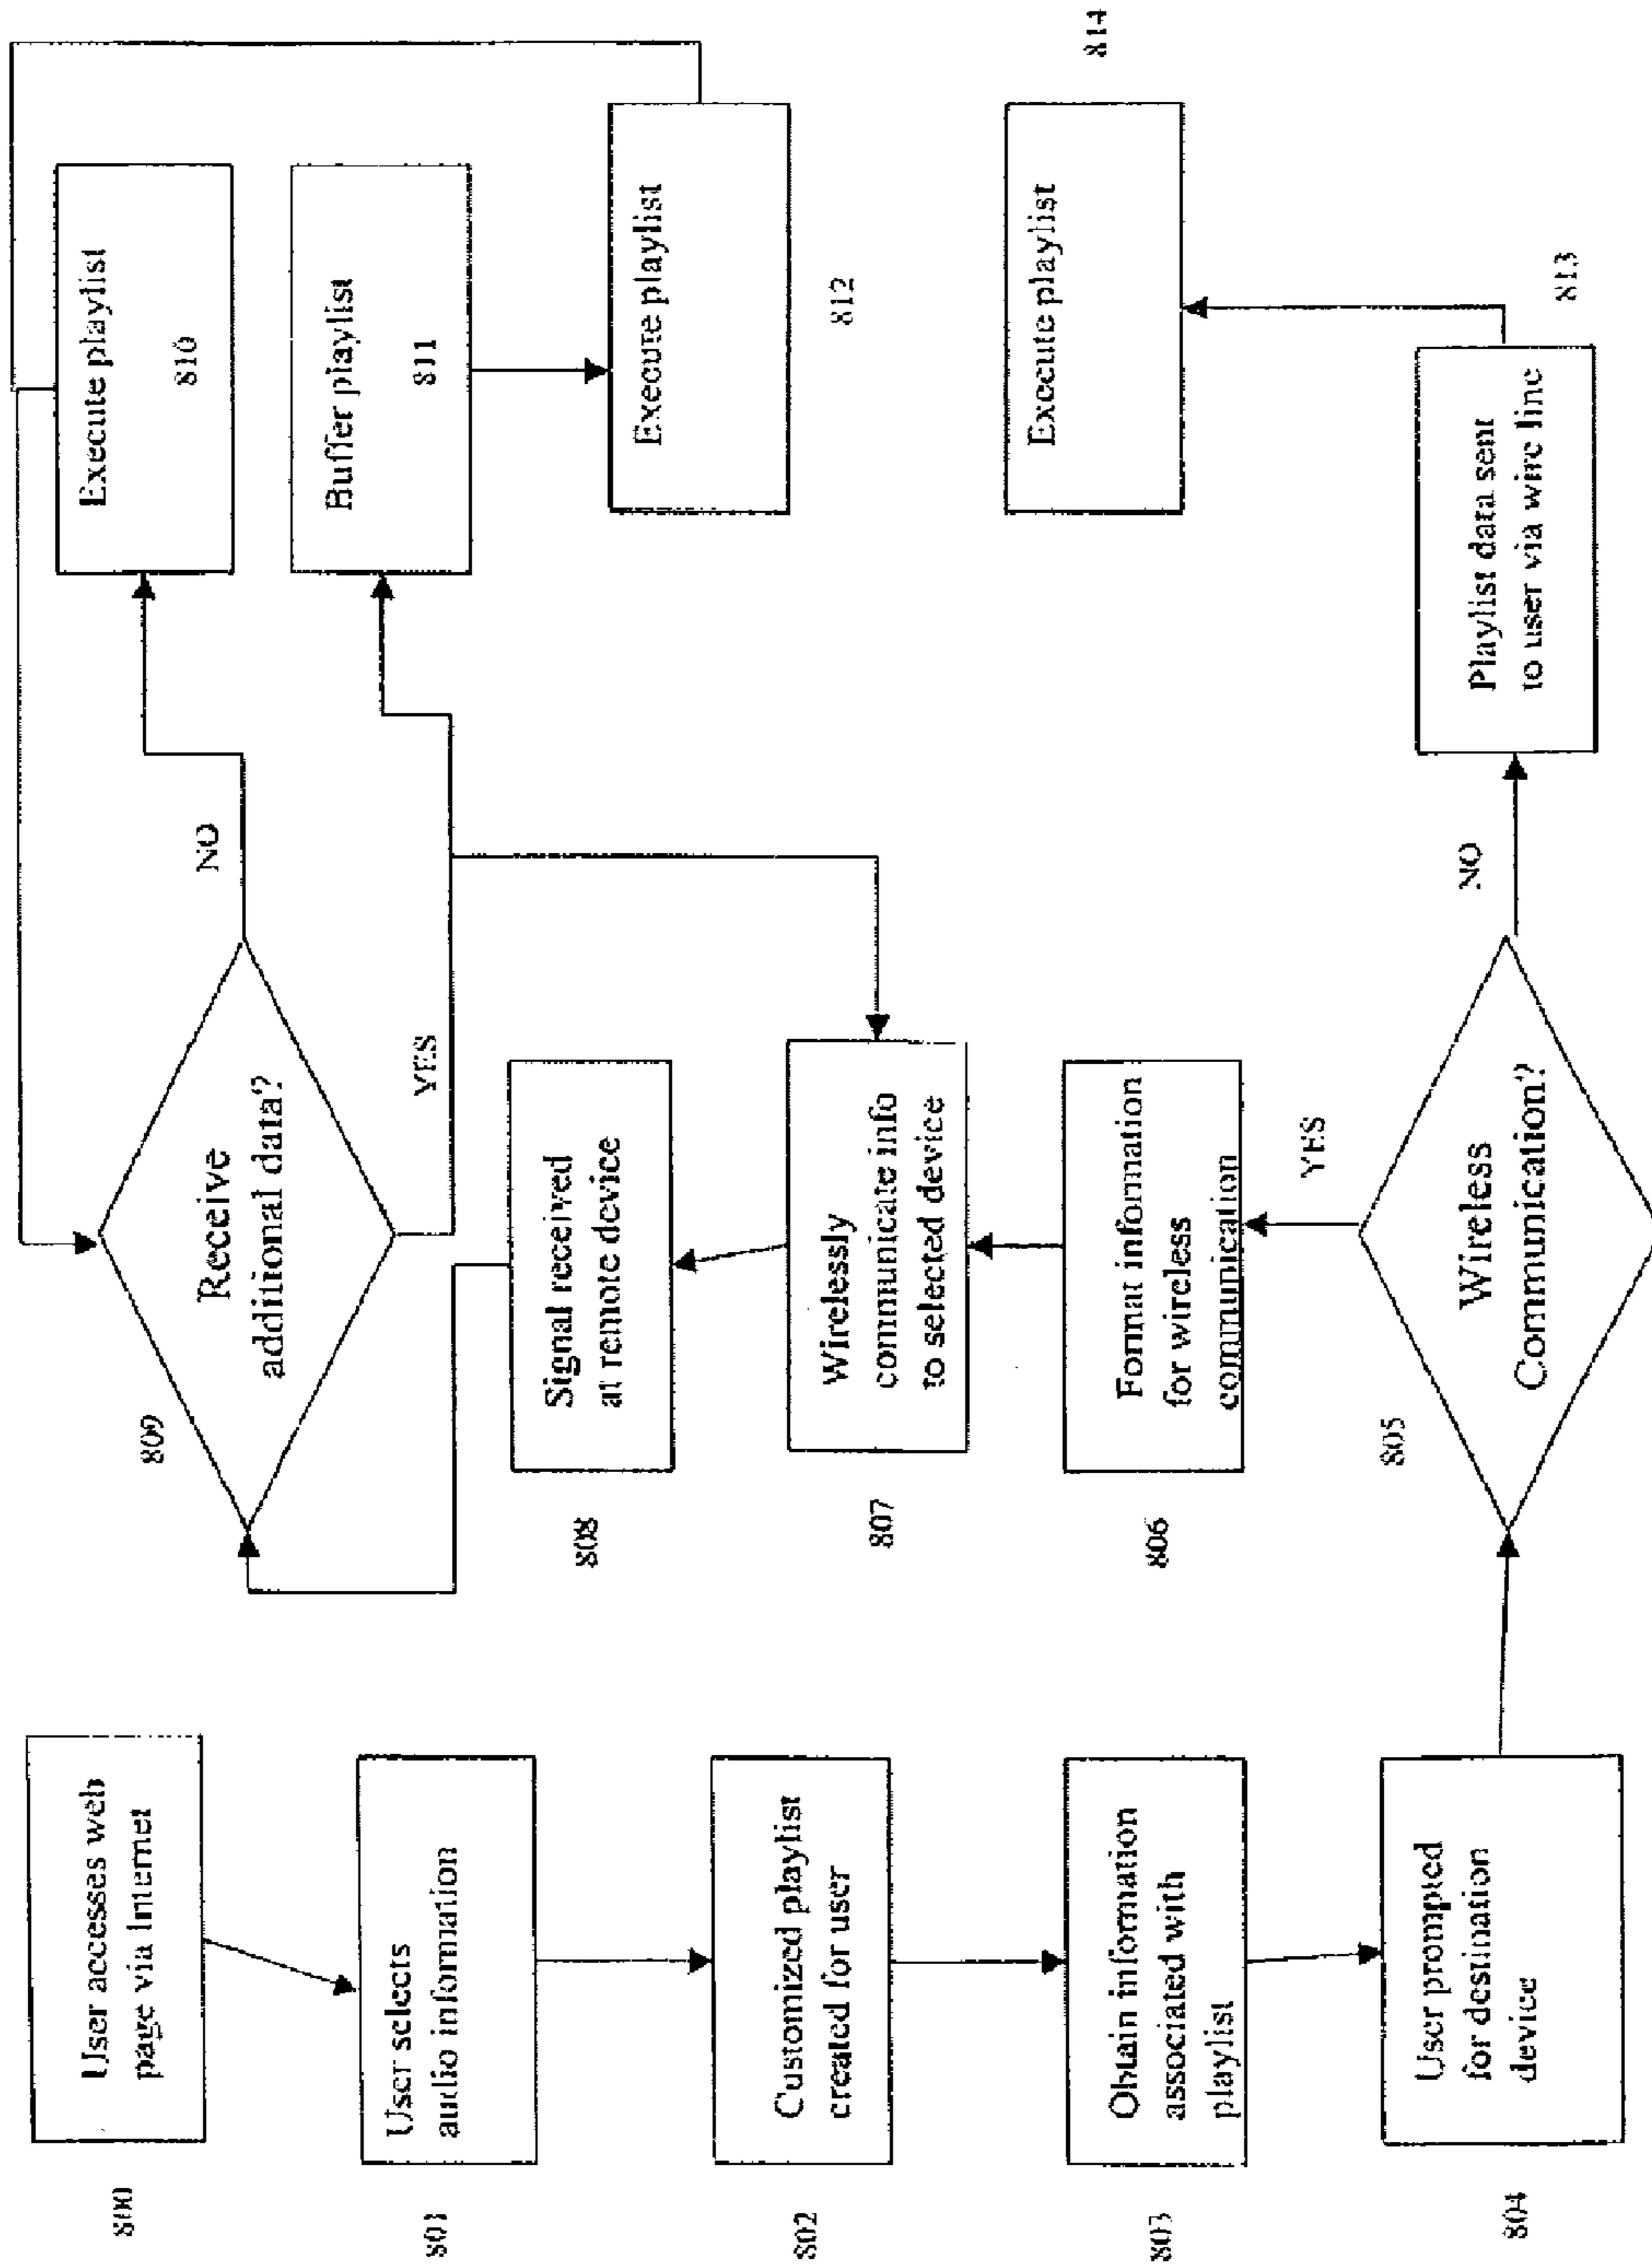 800
User accesses web
page via Internet
801
User selects
audio information
802
Customized playlist
created for user
803
Obtain information
associated with
playlist
804
User prompted
for destination
device
805
Wireless
Communication?
YES
NO
806
Format information
for wireless
communication
807
Wirelessly
communicate info
to selected device
808
Signal received
at remote device
809
Receive
additional data?
NO
YES
Execute playlist
810
Buffer playlist
811
Execute playlist
812
Playlist data sent
to user via wire line
813
Execute playlist
814